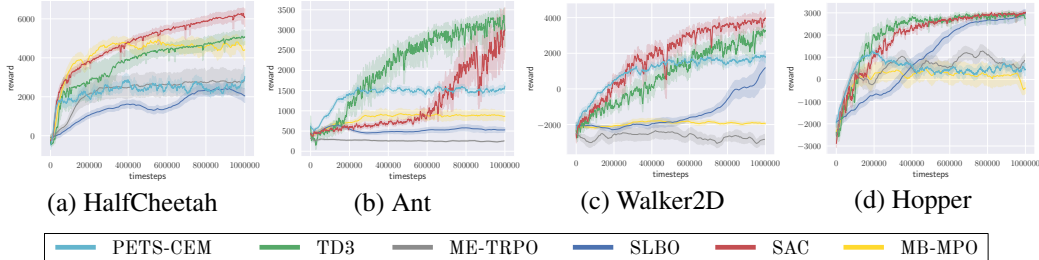 6000
4000
2000
0
reward
0 200000 400000 600000 800000 1000000
timesteps
(a) HalfCheetah
3500
3000
2500
2000
1500
1000
500
0
reward
0 200000 400000 600000 800000 1000000
timesteps
(b) Ant
4000
2000
0
−2000
reward
0 200000 400000 600000 800000 1000000
timesteps
(c) Walker2D
3000
2000
1000
0
−1000
−2000
−3000
reward
0 200000 400000 600000 800000 1000000
timesteps
(d) Hopper
PETS-CEM TD3 ME-TRPO SLBO SAC MB-MPO